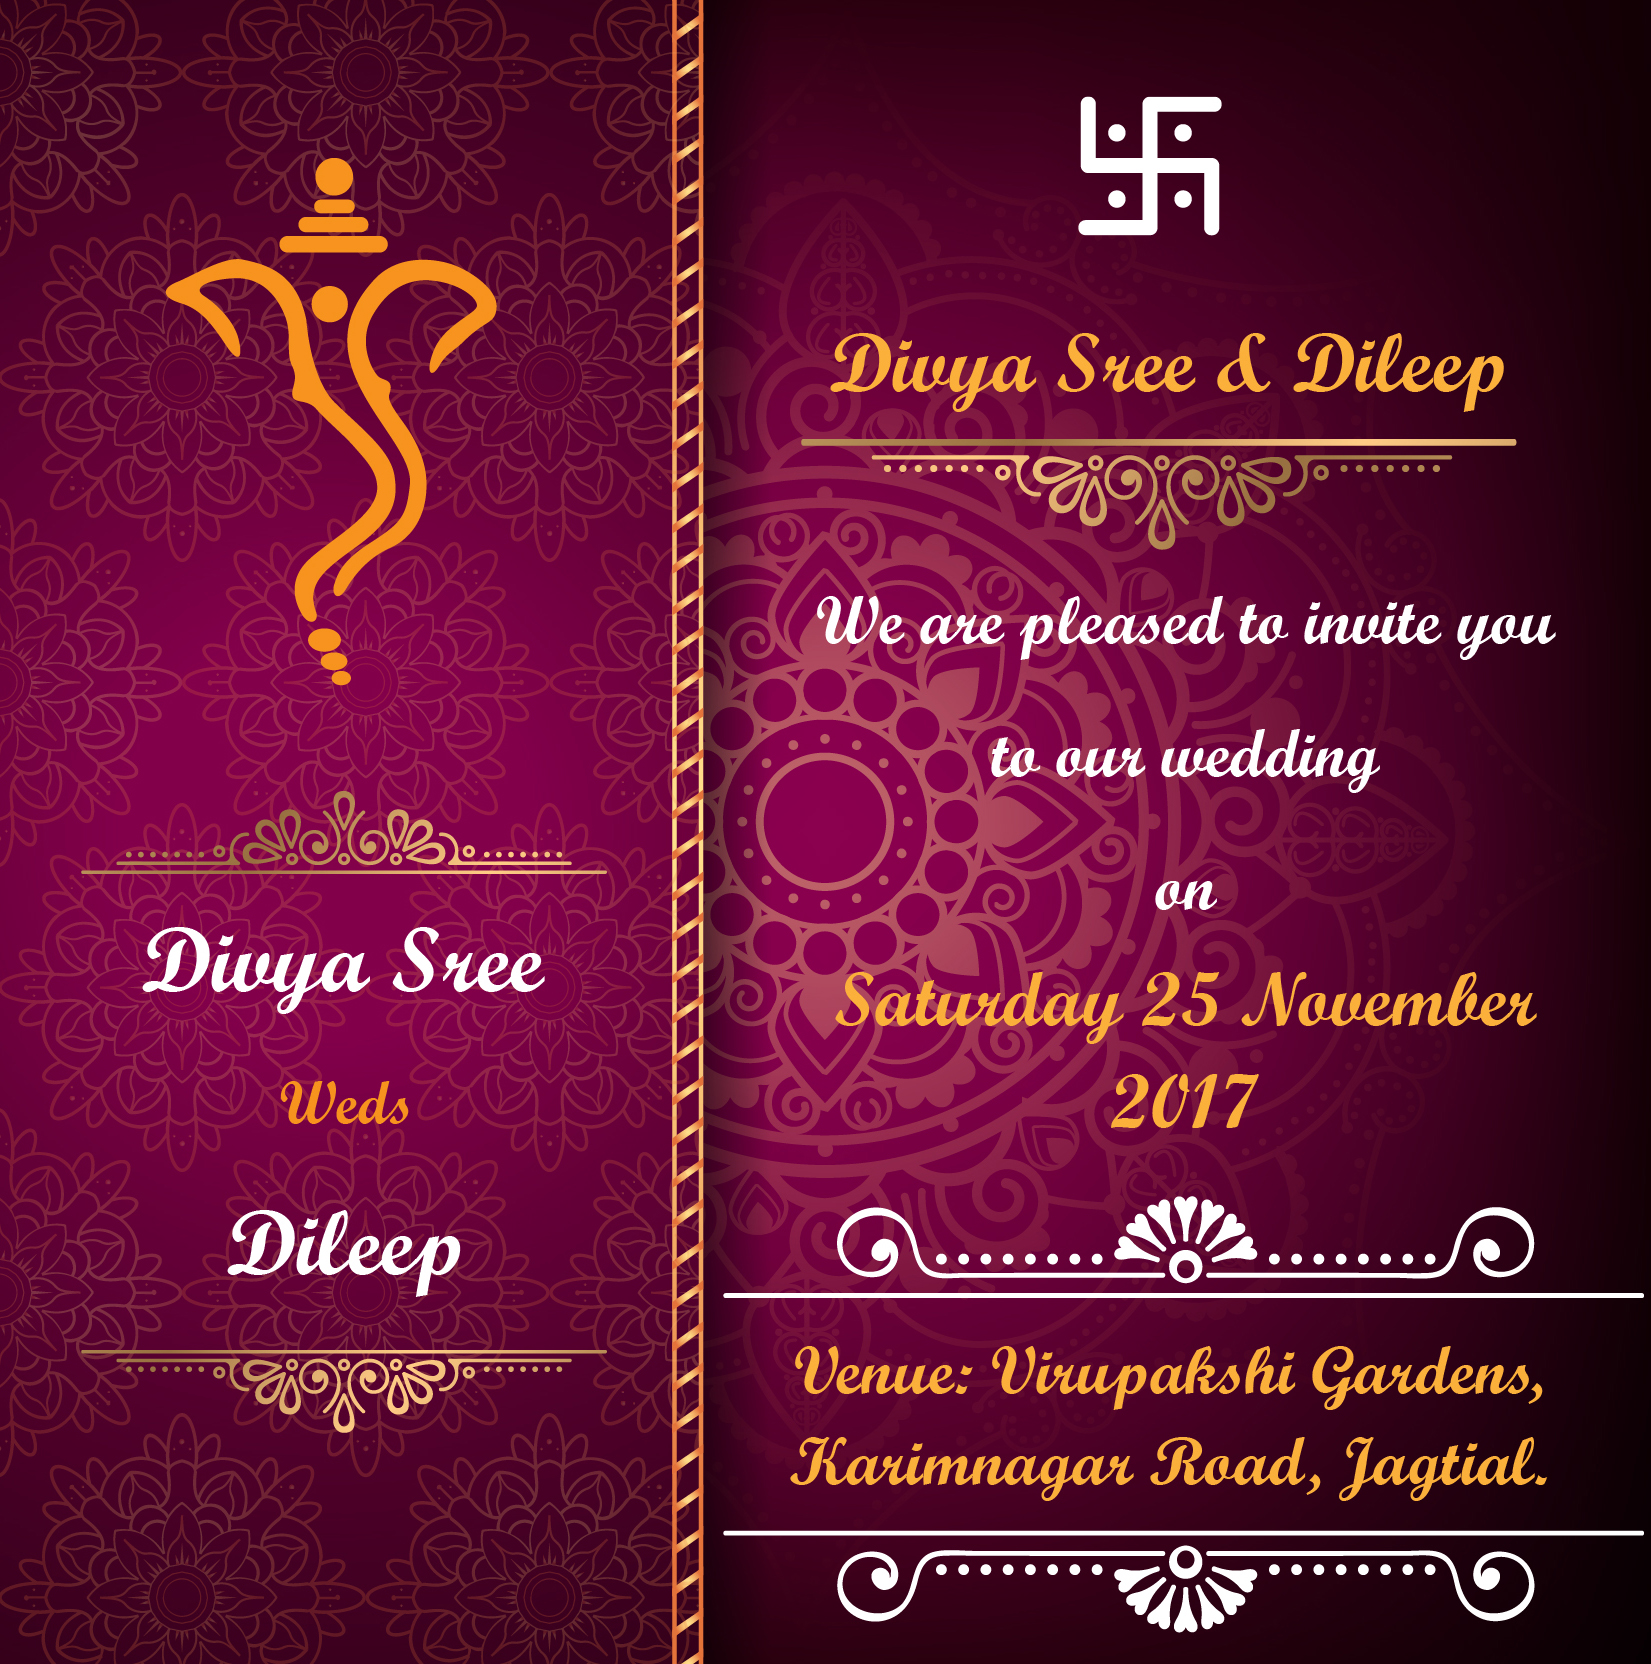 Divya Sree
Weds
Dileep
Divya Sree & Dileep
We are pleased to invite you
to our wedding
on
Saturday 25 November
2017
Venue: Virupakshi Gardens,
Karimnagar Road, Jagtial.